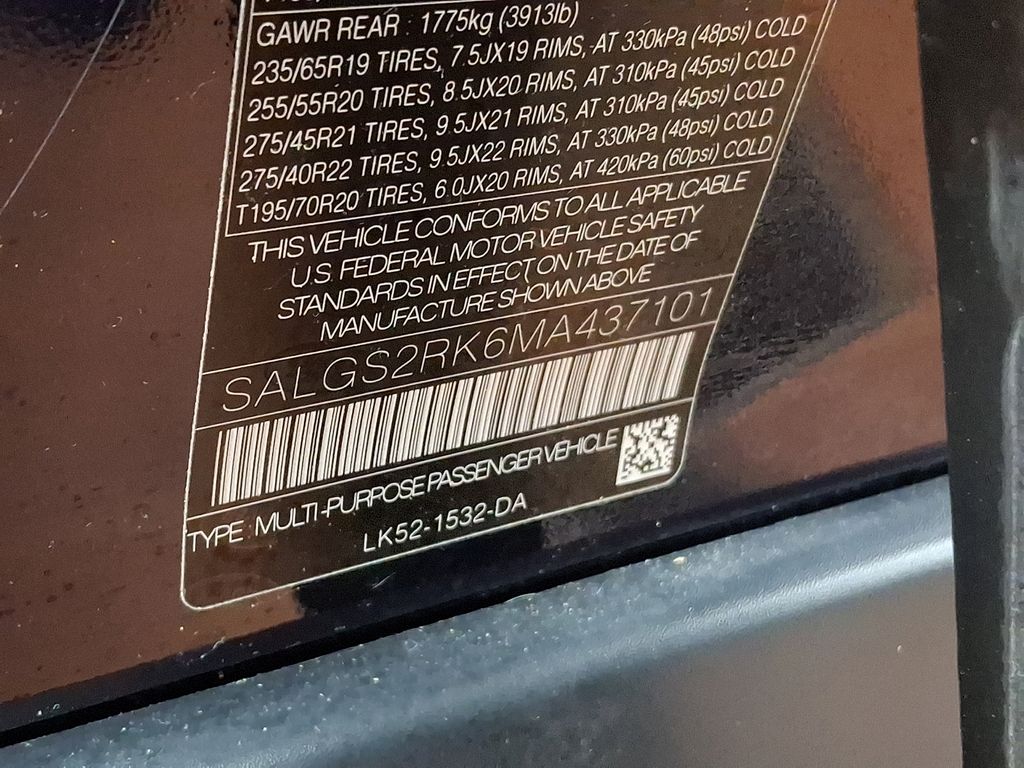 GAWR REAR : 1775kg (3913lb)
235/65R19 TIRES, 7.5JX19 RIMS, AT 330kPa (48psi) COLD
255/55R20 TIRES, 8.5JX20 RIMS, AT 310kPa (45psi) COLD
275/45R21 TIRES, 9.5JX21 RIMS, AT 310kPa (45psi) COLD
275/40R22 TIRES, 9.5JX22 RIMS, AT 330kPa (48psi) COLD
T195/70R20 TIRES, 6.0JX20 RIMS, AT 420kPa (60psi) COLD
THIS VEHICLE CONFORMS TO ALL APPLICABLE
U.S. FEDERAL MOTOR VEHICLE SAFETY
STANDARDS IN EFFECT ON THE DATE OF
MANUFACTURE SHOWN ABOVE
SALGS2RK6MA437101
TYPE MULTI-PURPOSE PASSENGER VEHICLE
LK52-1532-DA